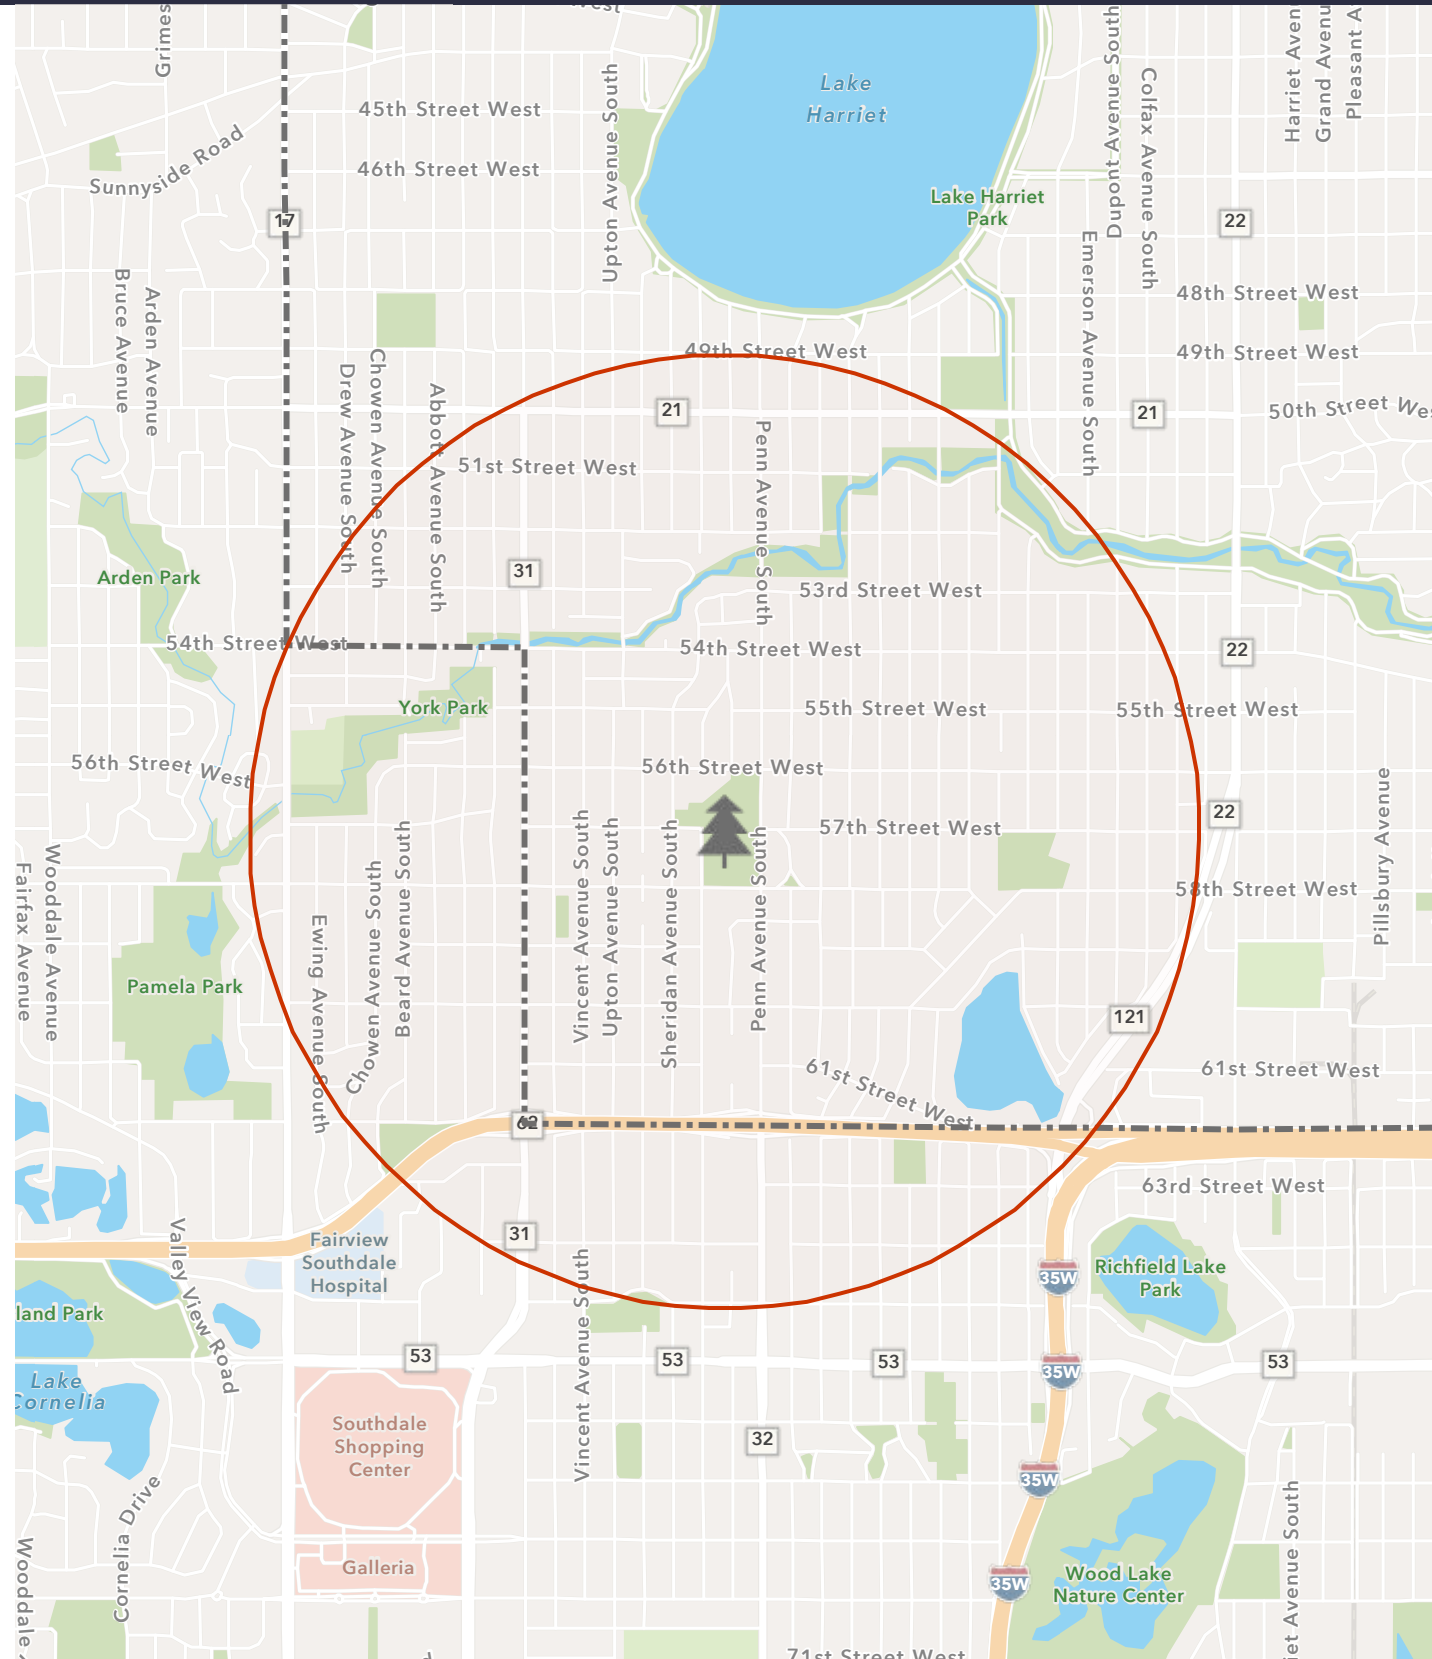 Grimes
West
Dupont Avenue South
Harriet Aven
Grand Avenu
Pleasant A
Lake
Harriet
45th Street West
Upton Avenue South
Colfax Avenue South
Sunnyside Road
46th Street West
Lake Harriet
Park
17
22
Bruce Avenue
Arden Avenue
Emerson Avenue South
48th Street West
49th Street West
49th Street West
Drew Avenue South
Chowen Avenue South
Abbott Avenue South
21
21
50th Street Wes
51st Street West
Penn Avenue South
31
Arden Park
53rd Street West
54th Street West
54th Street West
22
York Park
55th Street West
55th Street West
56th Street West
56th Street West
57th Street West
22
Pillsbury Avenue
Fairfax Avenue
Wooddale Avenue
Ewing Avenue South
Chowen Avenue South
Beard Avenue South
Vincent Avenue South
Upton Avenue South
Sheridan Avenue South
Penn Avenue South
58th Street West
Pamela Park
121
61st Street West
61st Street West
62
63rd Street West
Valley View Road
Fairview
Southdale
Hospital
31
Vincent Avenue South
35W
Richfield Lake
Park
land Park
53
53
53
35W
53
Lake
Cornelia
Southdale
Shopping
Center
32
35W
Cornelia Drive
Wooddale
Galleria
35W
Wood Lake
Nature Center
iet Avenue South
71st Street West